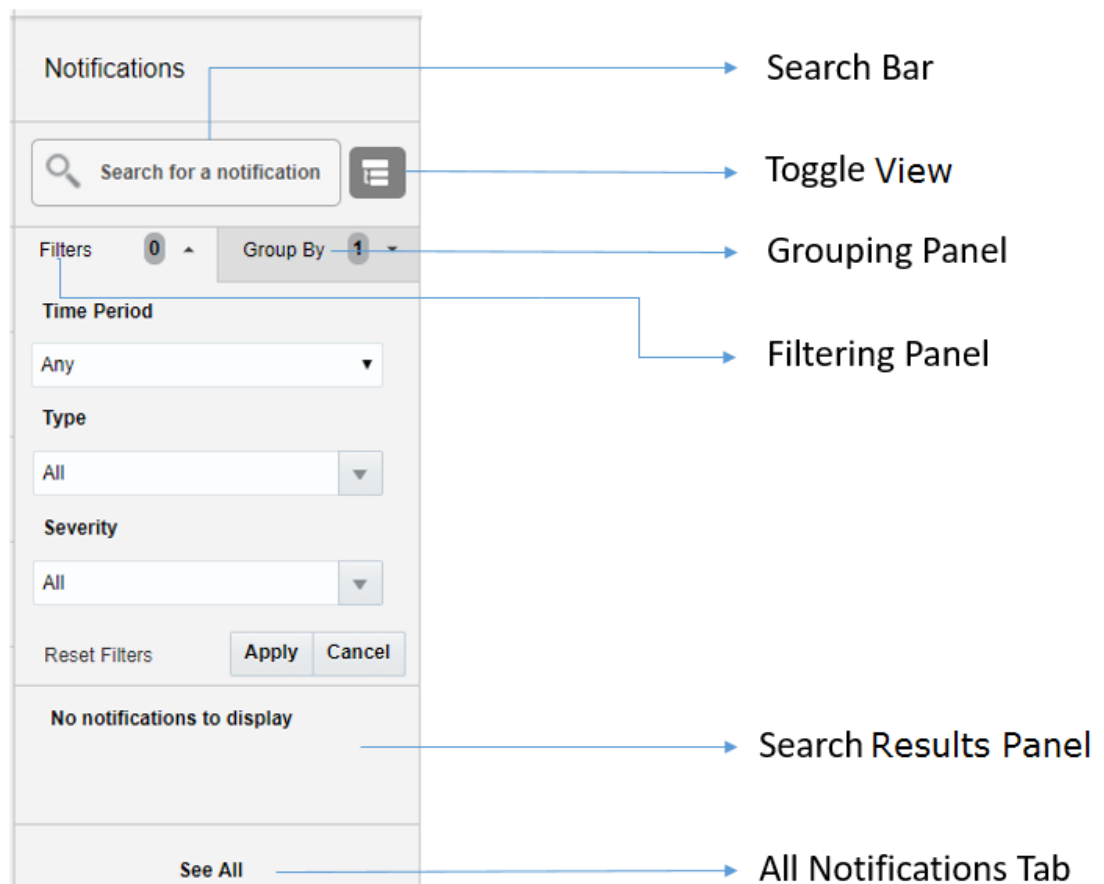 Notifications
Search Bar
Search for a notification
Toggle View
Filters 0 Group By 1
Grouping Panel
Time Period
Filtering Panel
Any
Type
All
Severity
All
Reset Filters Apply Cancel
No notifications to display
Search Results Panel
See All
All Notifications Tab